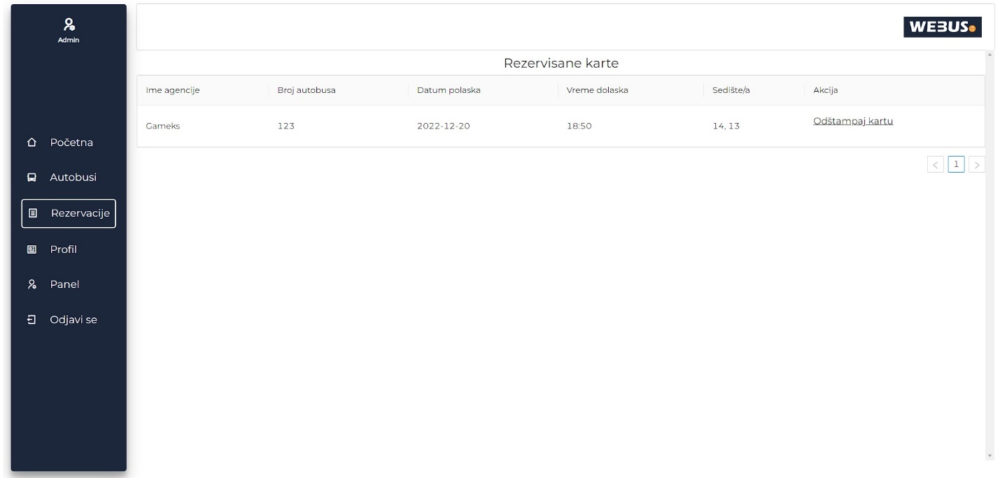 Admin
Početna
Autobusi
Rezervacije
Profil
Panel
Odjavi se
WEBUS
Rezervisane karte
Ime agencije Broj autobusa Datum polaska Vreme dolaska Sedište/a Akcija
Gameks 123 2022-12-20 18:50 14, 13 Odštampaj kartu
< 1 >